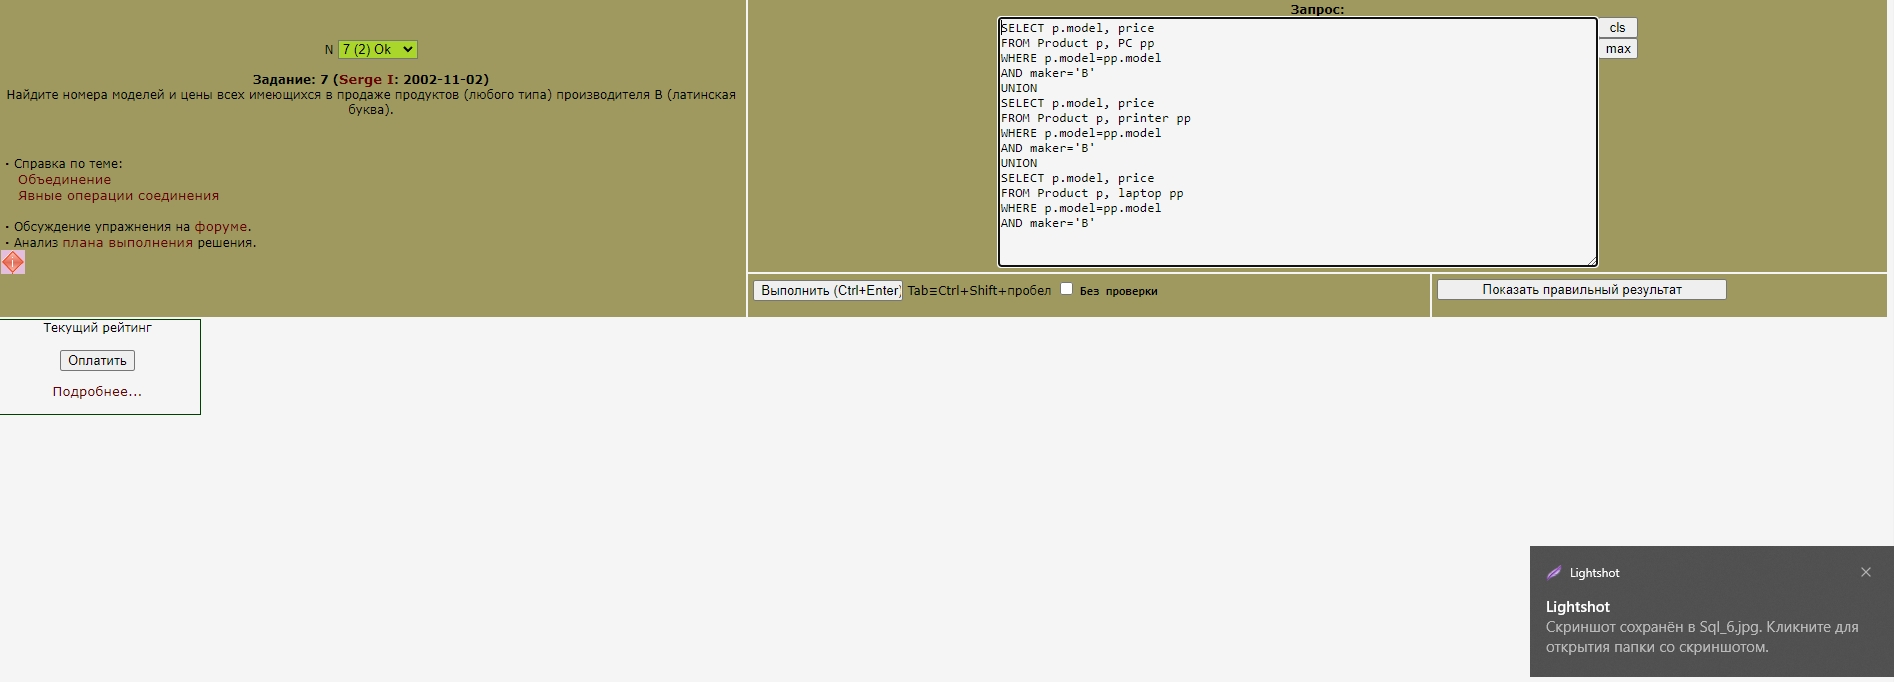 N 7 (2) Ok
Задание: 7 (Serge I: 2002-11-02)
Найдите номера моделей и цены всех имеющихся в продаже продуктов (любого типа) производителя B (латинская
буква).
· Справка по теме:
Объединение
Явные операции соединения
· Обсуждение упражнения на форуме.
· Анализ плана выполнения решения.
Запрос:
SELECT p.model, price
FROM Product p, PC pp
WHERE p.model=pp.model
AND maker='B'
UNION
SELECT p.model, price
FROM Product p, printer pp
WHERE p.model=pp.model
AND maker='B'
UNION
SELECT p.model, price
FROM Product p, laptop pp
WHERE p.model=pp.model
AND maker='B'
cls
max
Выполнить (Ctrl+Enter) Tab≡Ctrl+Shift+пробел Без проверки
Показать правильный результат
Текущий рейтинг
Оплатить
Подробнее...
Lightshot
Lightshot
Скриншот сохранён в Sql_6.jpg. Кликните для
открытия папки со скриншотом.